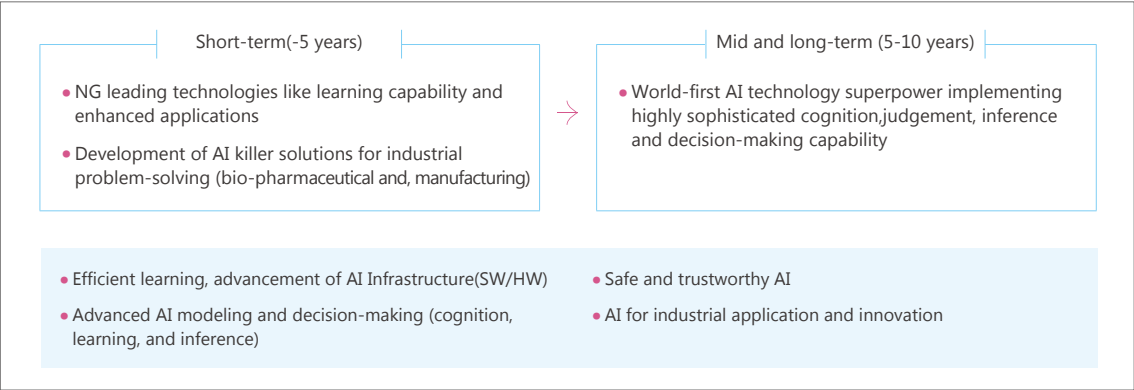 Short-term(-5 years)
• NG leading technologies like learning capability and
enhanced applications
• Development of AI killer solutions for industrial
problem-solving (bio-pharmaceutical and, manufacturing)
Mid and long-term (5-10 years)
• World-first AI technology superpower implementing
highly sophisticated cognition,judgement, inference
and decision-making capability
• Efficient learning, advancement of AI Infrastructure(SW/HW)
• Advanced AI modeling and decision-making (cognition,
learning, and inference)
• Safe and trustworthy AI
• AI for industrial application and innovation